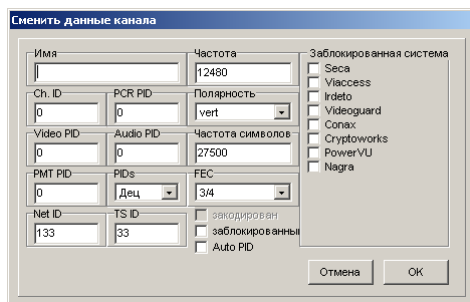 Сменить данные канала
Имя
Частота
12480
Ch. ID
PCR PID
Полярность
0
0
vert
Video PID
Audio PID
Частота символов
0
0
27500
PMT PID
PIDs
FEC
0
Дец
3/4
Net ID
TS ID
133
33
закодирован
заблокированны
Auto PID
Заблокированная система
Seca
Viaccess
Irdeto
Videoguard
Conax
Cryptoworks
PowerVU
Nagra
Отмена
OK